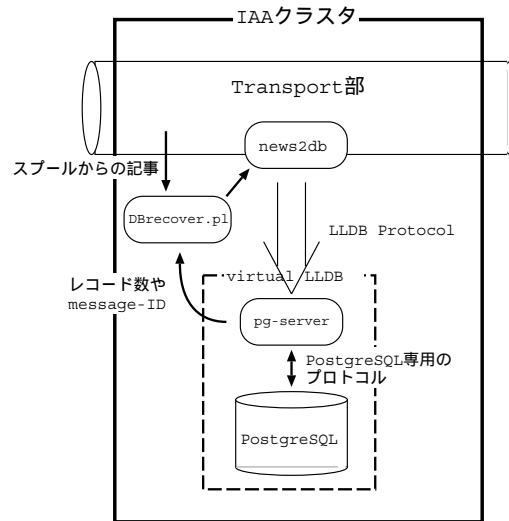 IAAクラスタ
Transport部
news2db
スプールからの記事
DBrecover.pl
LLDB Protocol
virtual LLDB
レコード数や
message-ID
pg-server
PostgreSQL専用の
プロトコル
PostgreSQL